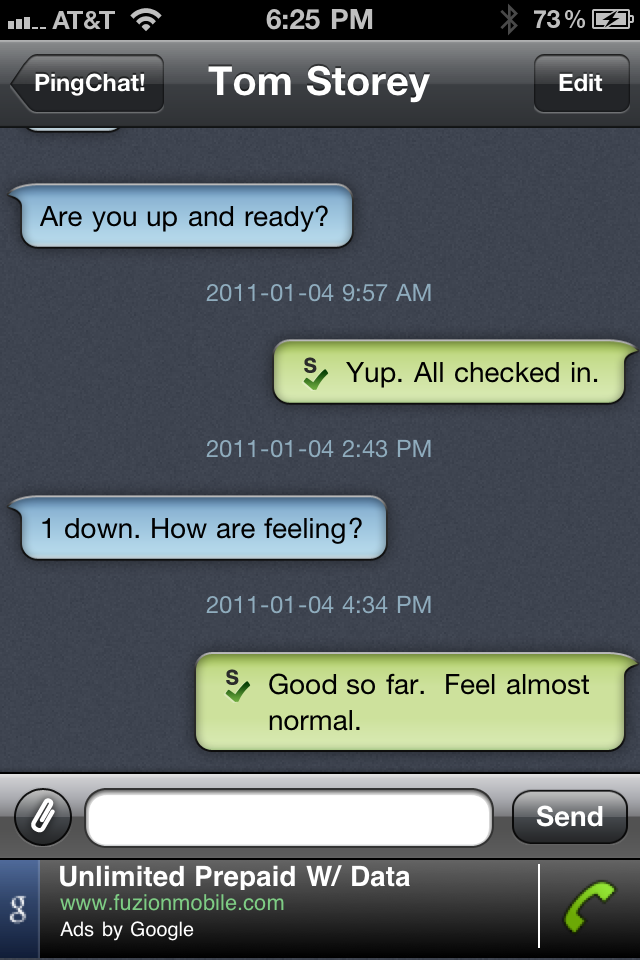 AT&T 6:25 PM 73%
PingChat! Tom Storey Edit
Are you up and ready?
2011-01-04 9:57 AM
S Yup. All checked in.
2011-01-04 2:43 PM
1 down. How are feeling?
2011-01-04 4:34 PM
S Good so far.  Feel almost
normal.
Send
Unlimited Prepaid W/ Data
g www.fuzionmobile.com
Ads by Google